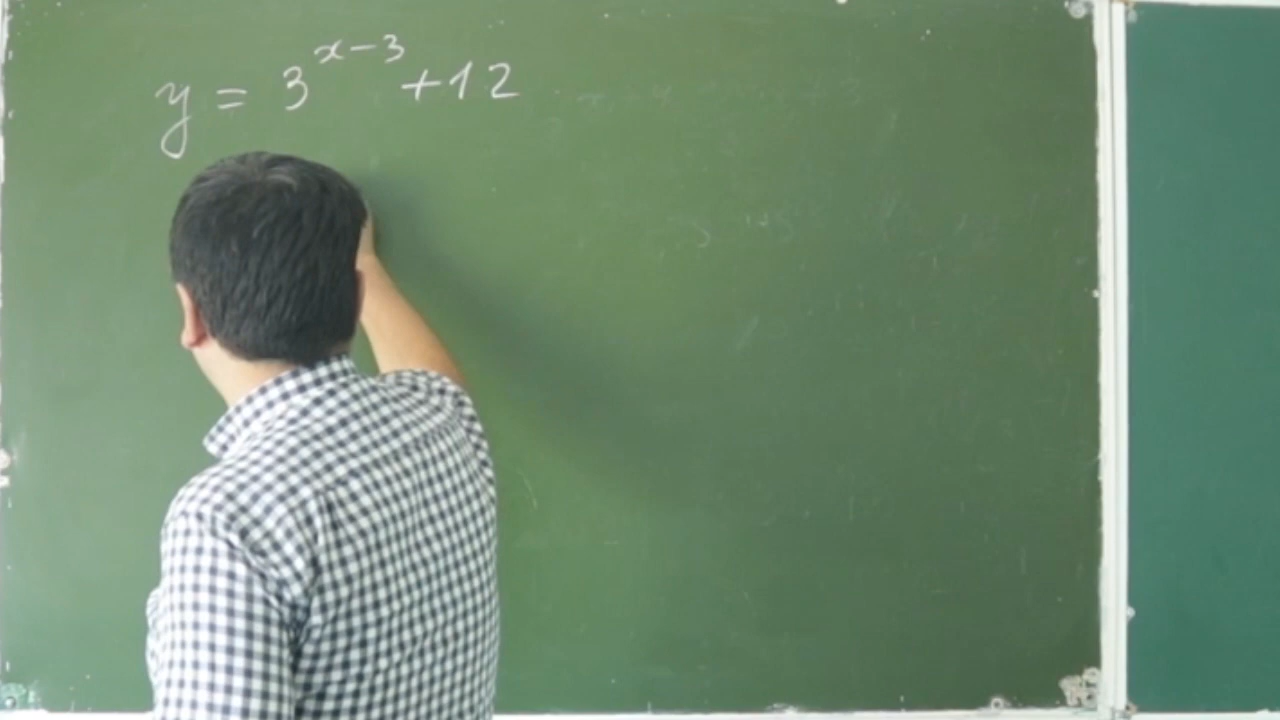 y = 3^{x-3} + 12